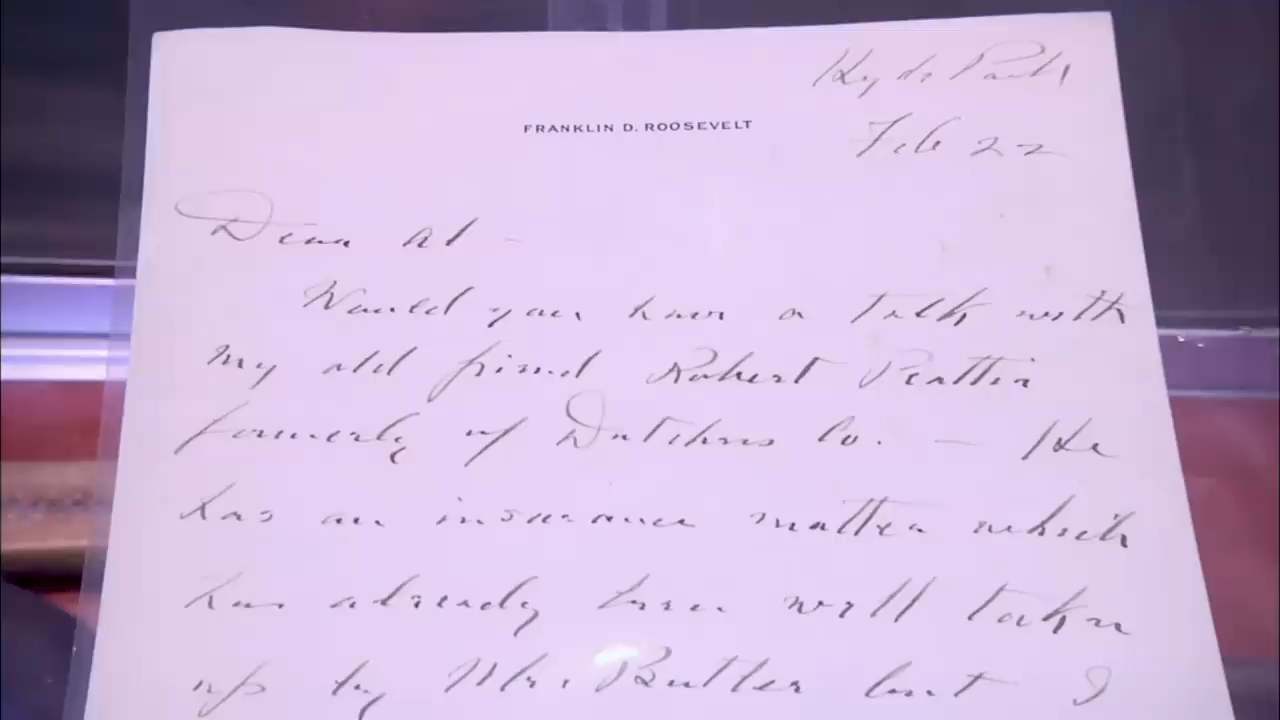 Hyde Park
FRANKLIN D. ROOSEVELT
Feb 22
Dear Al -
Would you have a talk with
my old friend Robert
formerly of Dutchess Co. — He
has an insurance matter which
has already been well taken
up by Mr. Butler but I